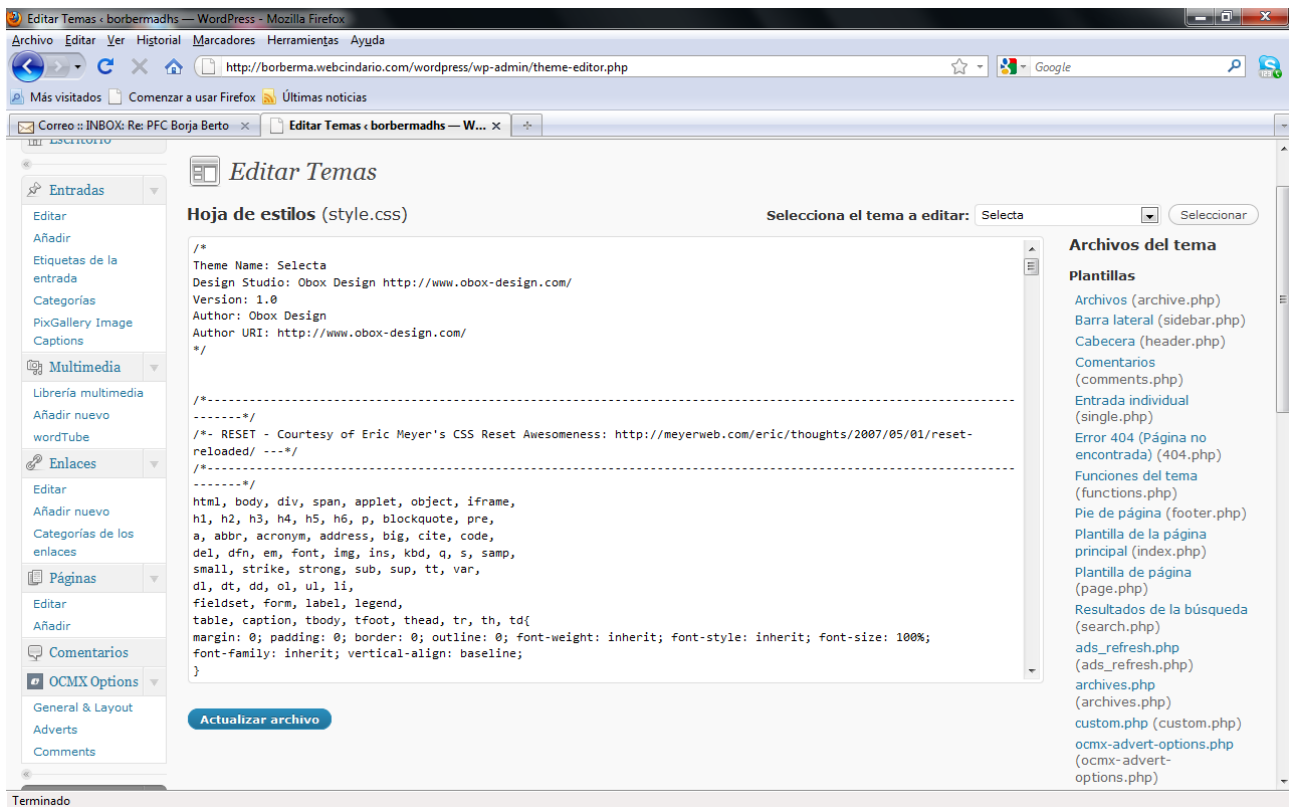 Editar Temas ‹ borbermadhs — WordPress - Mozilla Firefox
Archivo Editar Ver Historial Marcadores Herramientas Ayuda
http://borberma.webcindario.com/wordpress/wp-admin/theme-editor.php
Google
Más visitados Comenzar a usar Firefox Últimas noticias
Correo :: INBOX: Re: PFC Borja Berto
Editar Temas ‹ borbermadhs — W...
Escritorio
Entradas
Editar
Añadir
Etiquetas de la
entrada
Categorías
PixGallery Image
Captions
Multimedia
Librería multimedia
Añadir nuevo
wordTube
Enlaces
Editar
Añadir nuevo
Categorías de los
enlaces
Páginas
Editar
Añadir
Comentarios
OCMX Options
General & Layout
Adverts
Comments
Editar Temas
Hoja de estilos (style.css)
Selecciona el tema a editar: Selecta Seleccionar
/*
Theme Name: Selecta
Design Studio: Obox Design http://www.obox-design.com/
Version: 1.0
Author: Obox Design
Author URI: http://www.obox-design.com/
*/
/*---------------------------------------------------------------------------------------------------------
-------*/
/*- RESET - Courtesy of Eric Meyer's CSS Reset Awesomeness: http://meyerweb.com/eric/thoughts/2007/05/01/reset-
reloaded/ ---*/
/*---------------------------------------------------------------------------------------------------------
-------*/
html, body, div, span, applet, object, iframe,
h1, h2, h3, h4, h5, h6, p, blockquote, pre,
a, abbr, acronym, address, big, cite, code,
del, dfn, em, font, img, ins, kbd, q, s, samp,
small, strike, strong, sub, sup, tt, var,
dl, dt, dd, ol, ul, li,
fieldset, form, label, legend,
table, caption, tbody, tfoot, thead, tr, th, td{
margin: 0; padding: 0; border: 0; outline: 0; font-weight: inherit; font-style: inherit; font-size: 100%;
font-family: inherit; vertical-align: baseline;
}
Actualizar archivo
Archivos del tema
Plantillas
Archivos (archive.php)
Barra lateral (sidebar.php)
Cabecera (header.php)
Comentarios
(comments.php)
Entrada individual
(single.php)
Error 404 (Página no
encontrada) (404.php)
Funciones del tema
(functions.php)
Pie de página (footer.php)
Plantilla de la página
principal (index.php)
Plantilla de página
(page.php)
Resultados de la búsqueda
(search.php)
ads_refresh.php
(ads_refresh.php)
archives.php
(archives.php)
custom.php (custom.php)
ocmx-advert-options.php
(ocmx-advert-
options.php)
Terminado